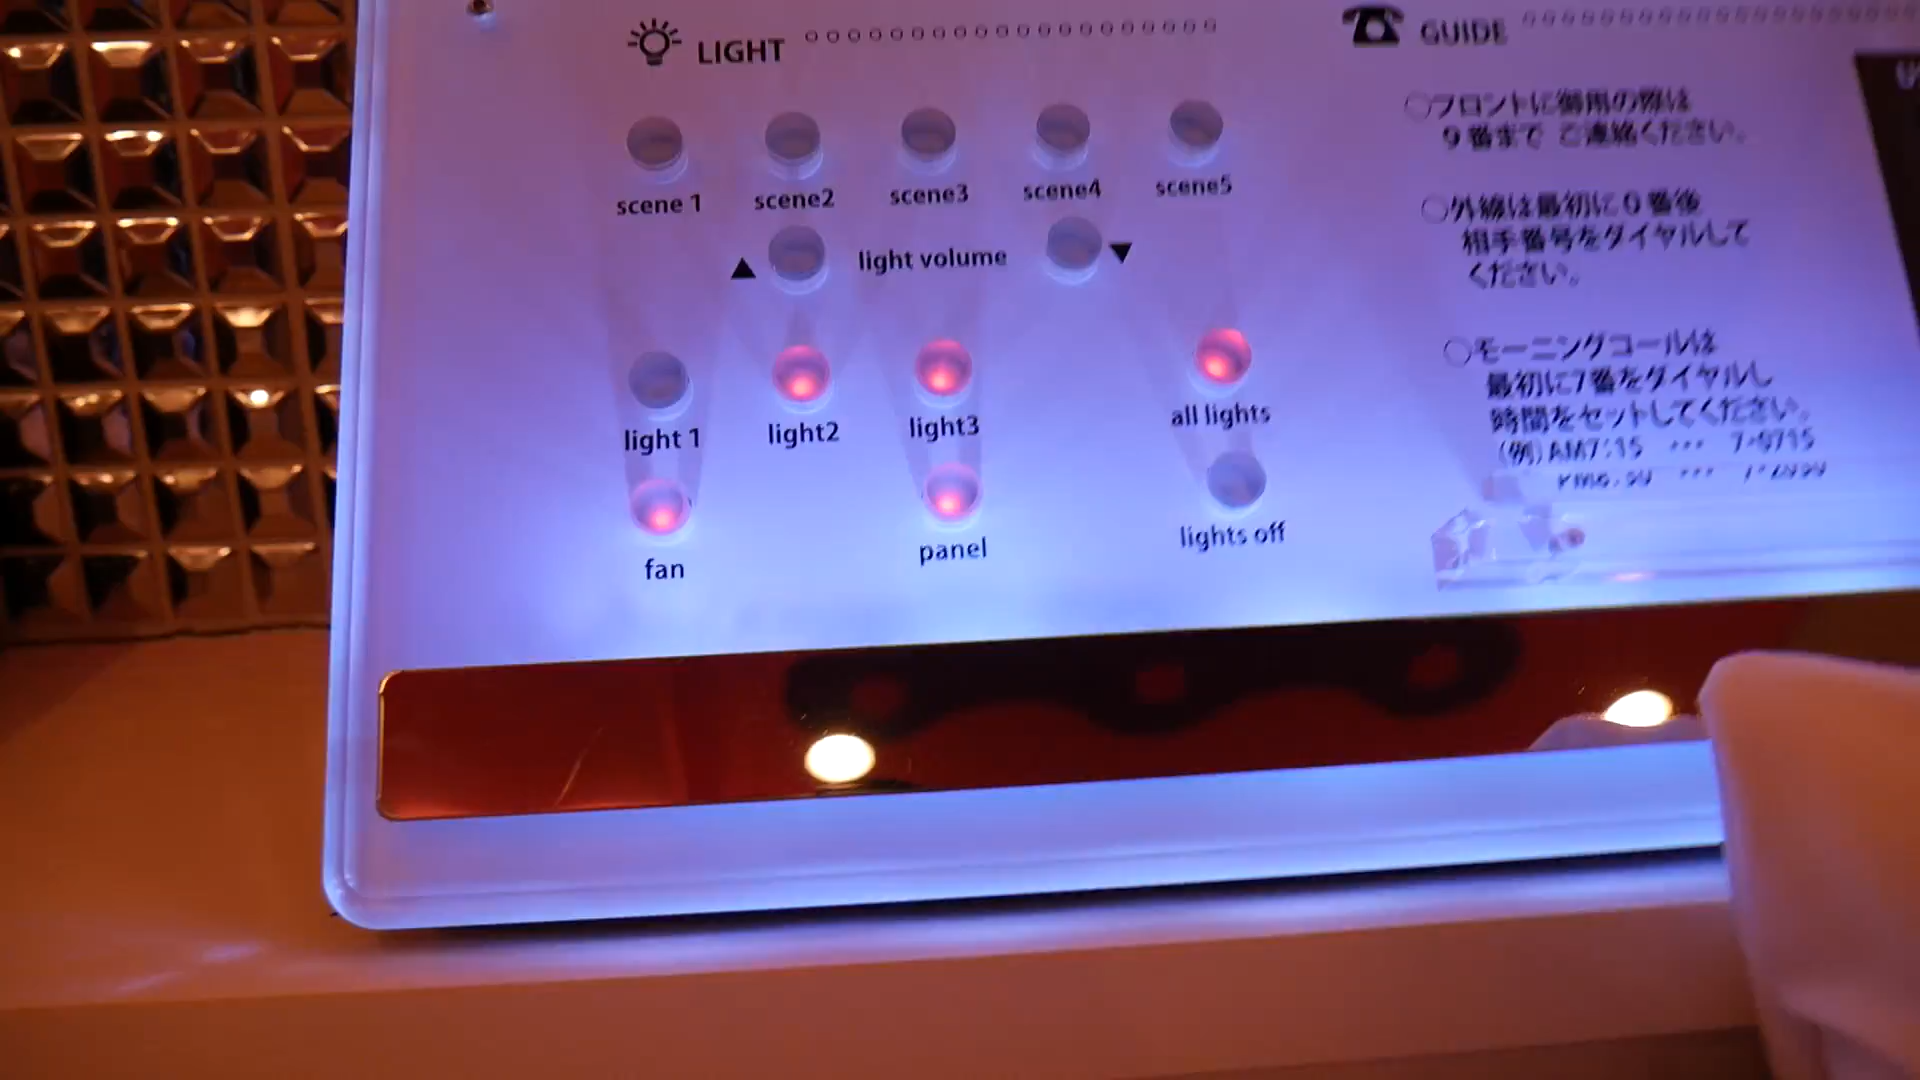 LIGHT
scene 1
scene2
scene3
scene4
scene5
▲
light volume
▼
light 1
light2
light3
all lights
fan
panel
lights off
GUIDE
○フロントに御用の際は
9番まで ご連絡ください。
○外線は最初に0番後
相手番号をダイヤルして
ください。
○モーニングコールは
最初に7番をダイヤルし
時間をセットしてください。
(例)AM7:15 … 7-0715